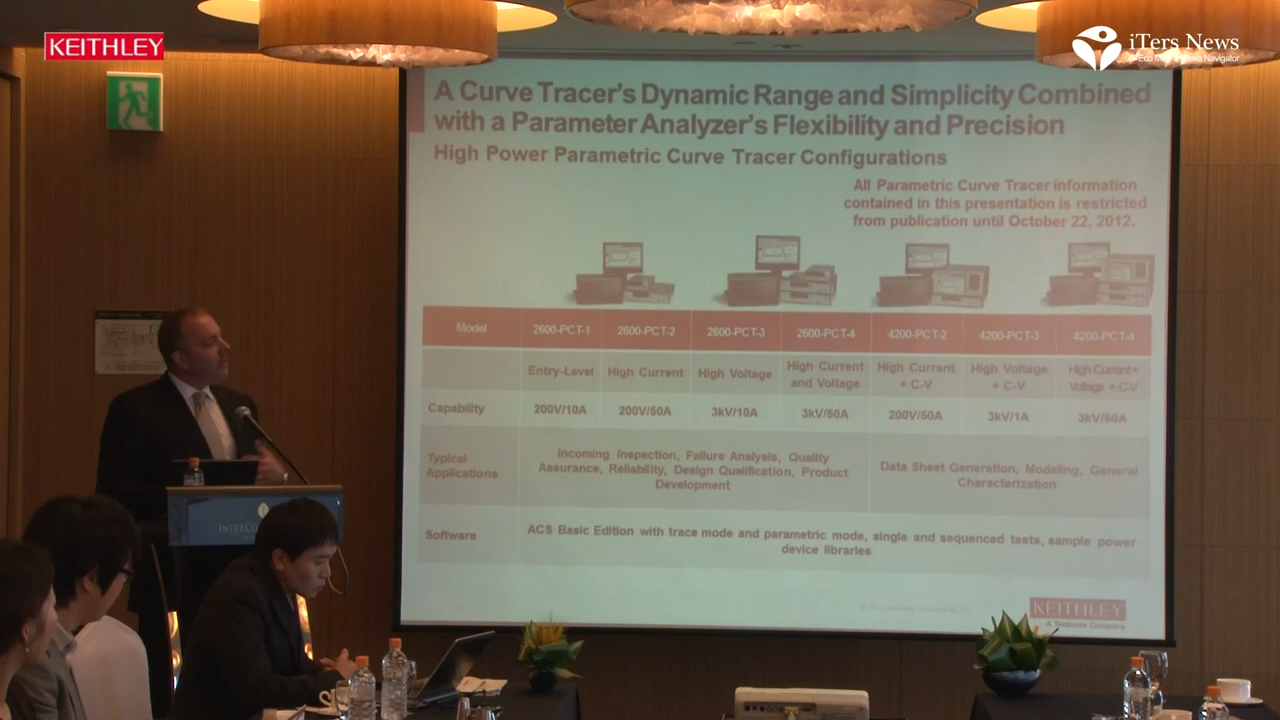 KEITHLEY
iTers News
A Curve Tracer's Dynamic Range and Simplicity Combined
with a Parameter Analyzer's Flexibility and Precision
High Power Parametric Curve Tracer Configurations
All Parametric Curve Tracer information
contained in this presentation is restricted
from publication until October 22, 2012.
Model 2600-PCT-1 2600-PCT-2 2600-PCT-3 2600-PCT-4 4200-PCT-2 4200-PCT-3 4200-PCT-4
Entry-Level High Current High Voltage High Current and Voltage High Current + C-V High Voltage + C-V High Current + Voltage + C-V
Capability 200V/10A 200V/50A 3kV/10A 3kV/50A 200V/50A 3kV/1A 3kV/50A
Typical Applications
Incoming Inspection, Failure Analysis, Quality
Assurance, Reliability, Design Qualification, Product
Development
Data Sheet Generation, Modeling, General
Characterization
Software
ACS Basic Edition with trace mode and parametric mode, single and sequenced tests, sample power
device libraries
KEITHLEY
A Tektronix Company